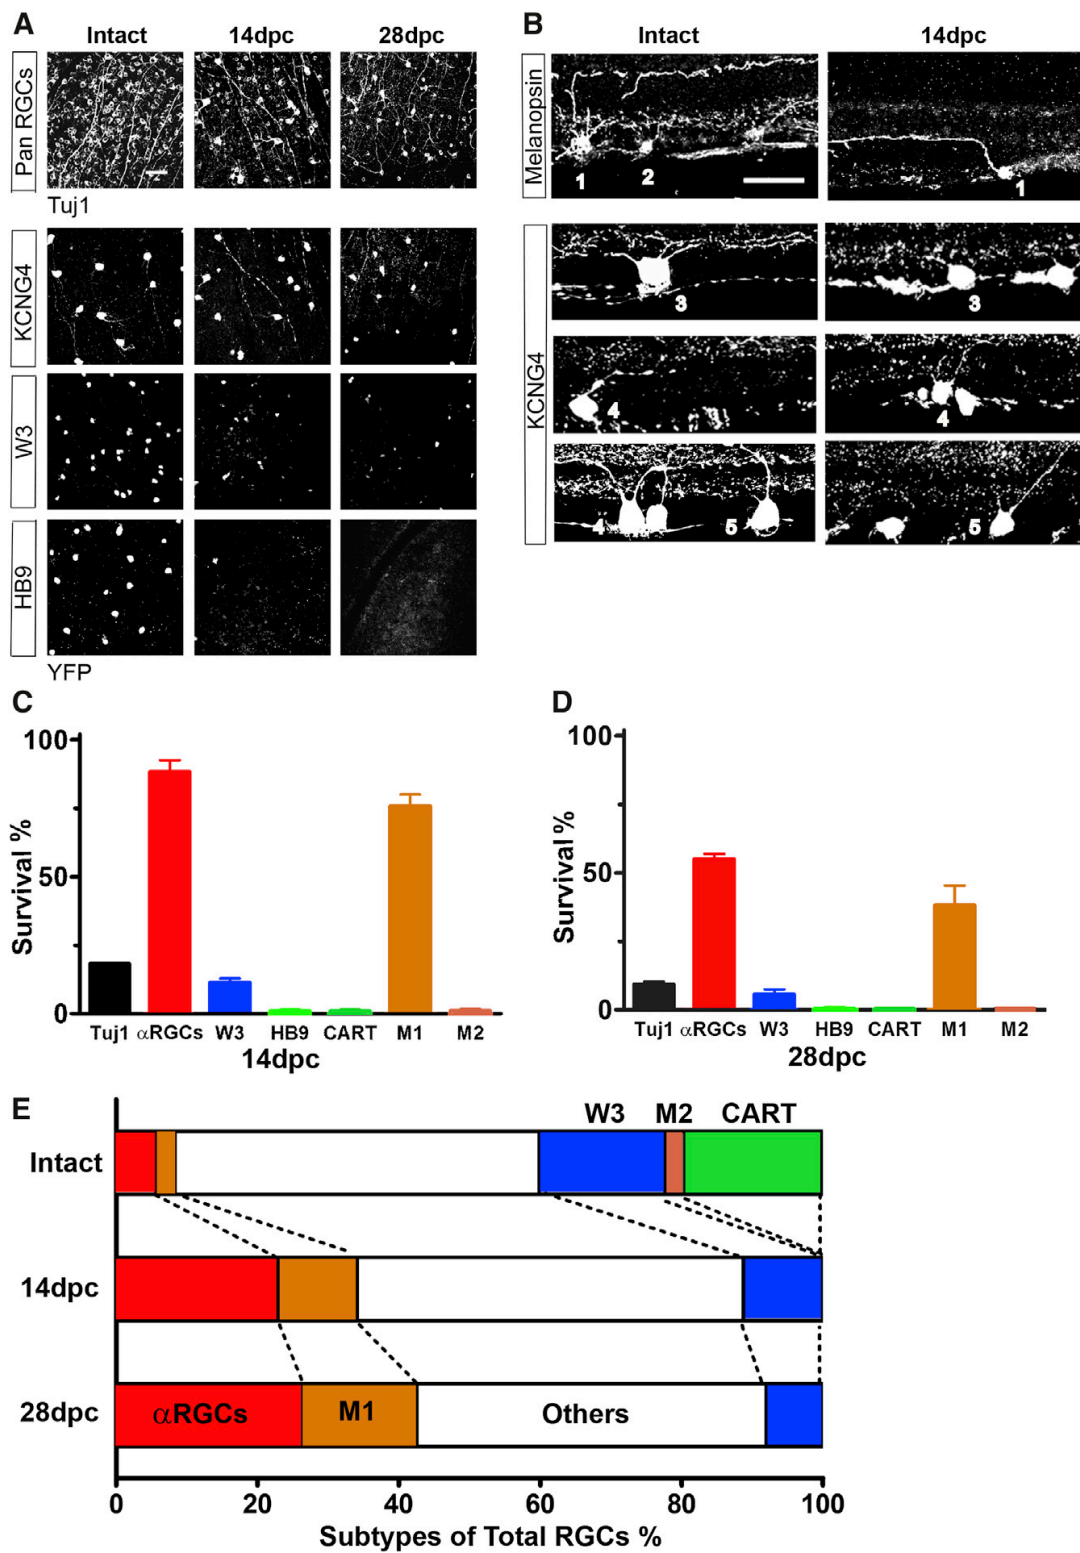 A
Intact 14dpc 28dpc
Pan RGCs
Tuj1
KCNG4
W3
HB9
YFP
B
Intact 14dpc
Melanopsin
1 2 1
KCNG4
3 3
4 4
4 5 5
C
Survival %
100
50
0
Tuj1 αRGCs W3 HB9 CART M1 M2
14dpc
D
Survival %
100
50
0
Tuj1 αRGCs W3 HB9 CART M1 M2
28dpc
E
W3 M2 CART
Intact
14dpc
28dpc αRGCs M1 Others
0 20 40 60 80 100
Subtypes of Total RGCs %